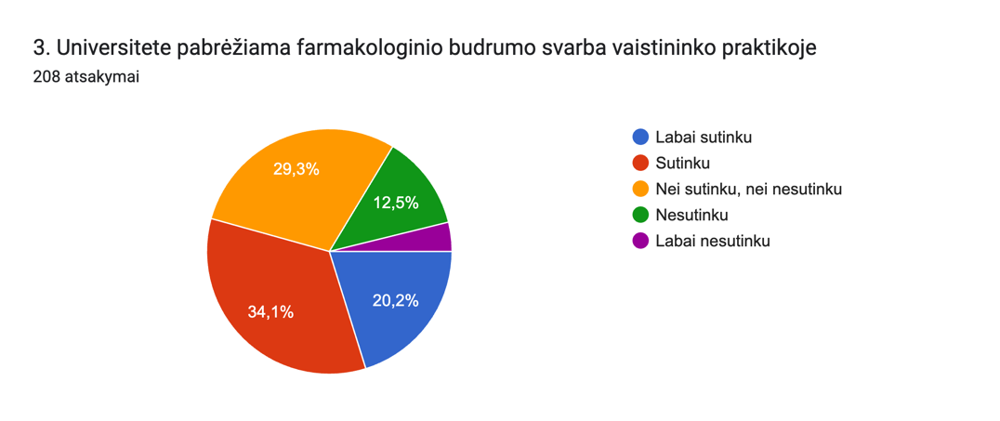 3. Universitete pabrėžiama farmakologinio budrumo svarba vaistininko praktikoje
208 atsakymai
29,3%
12,5%
34,1%
20,2%
Labai sutinku
Sutinku
Nei sutinku, nei nesutinku
Nesutinku
Labai nesutinku